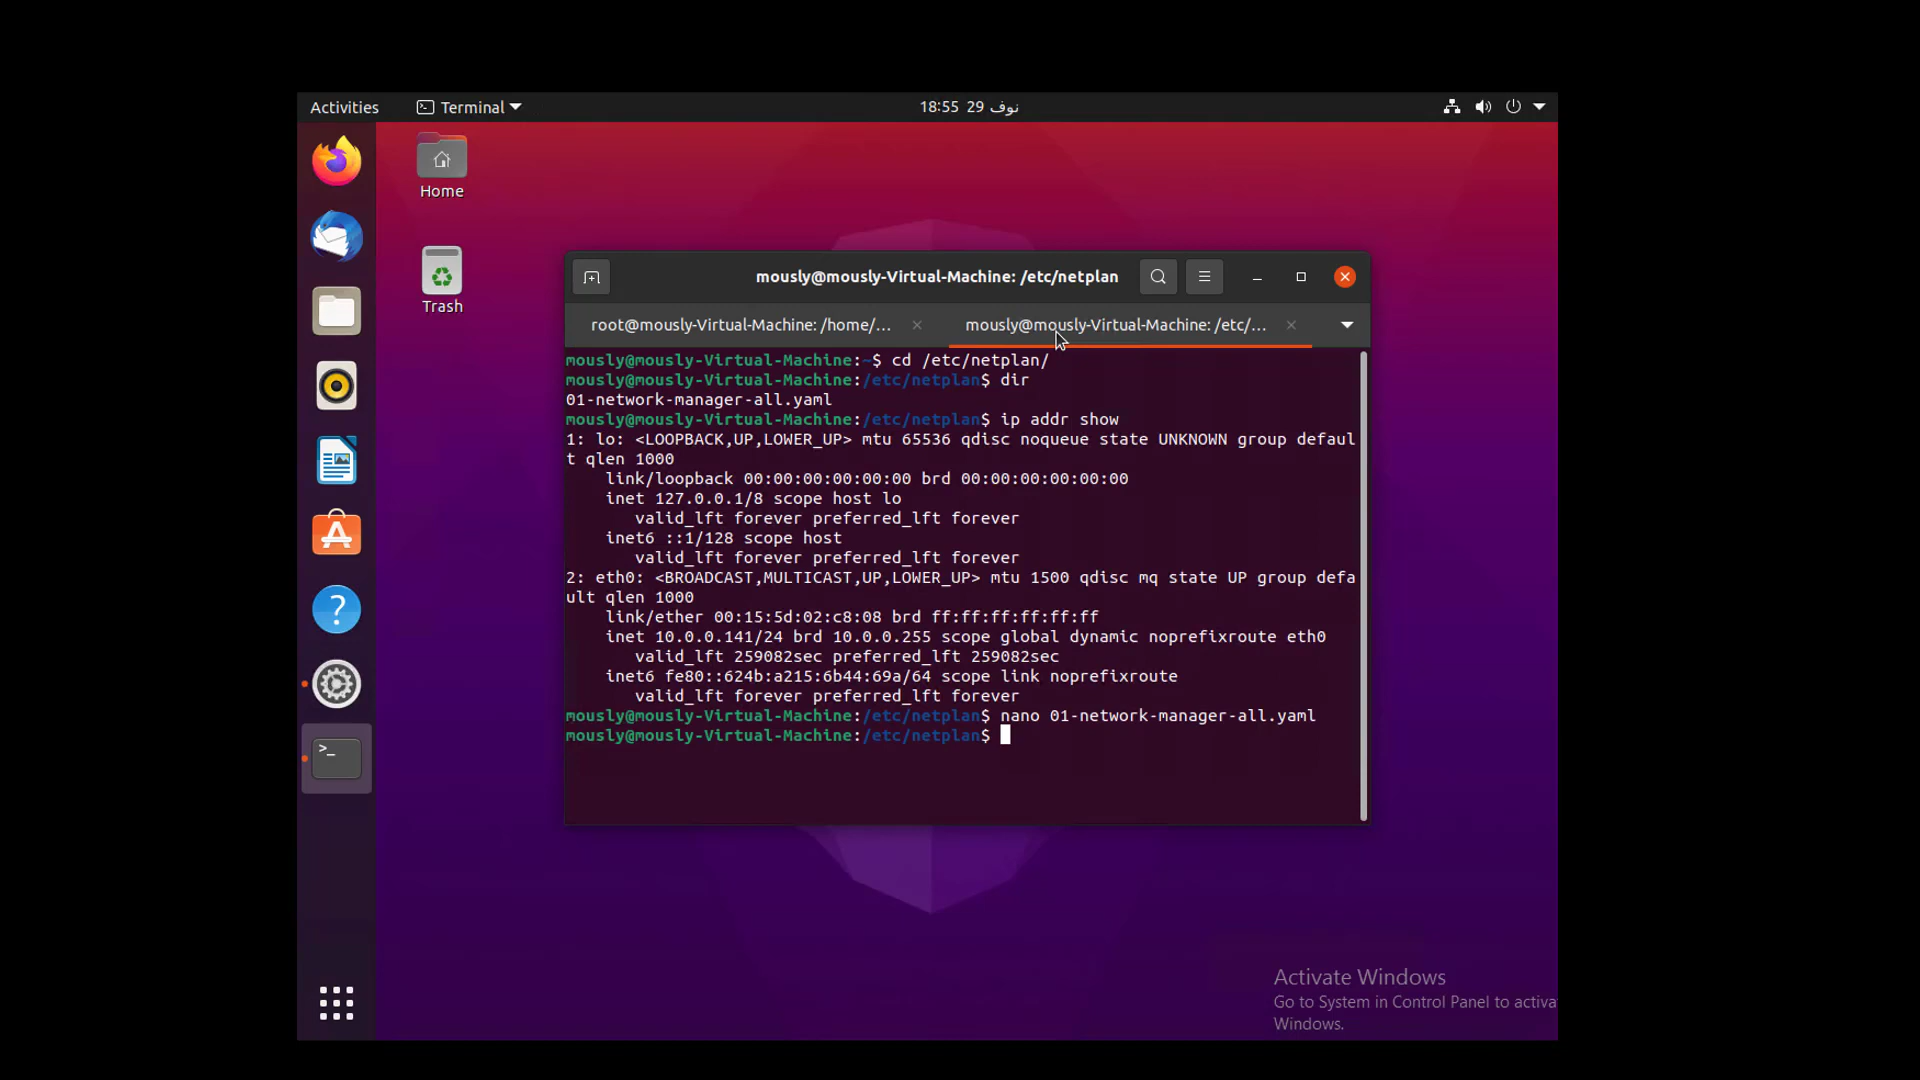 Activities
Terminal
18:55 29 نوف
Home
Trash
mously@mously-Virtual-Machine: /etc/netplan
root@mously-Virtual-Machine: /home/...
mously@mously-Virtual-Machine: /etc/...
mously@mously-Virtual-Machine:~$ cd /etc/netplan/
mously@mously-Virtual-Machine:/etc/netplan$ dir
01-network-manager-all.yaml
mously@mously-Virtual-Machine:/etc/netplan$ ip addr show
1: lo: <LOOPBACK,UP,LOWER_UP> mtu 65536 qdisc noqueue state UNKNOWN group defaul
t qlen 1000
link/loopback 00:00:00:00:00:00 brd 00:00:00:00:00:00
inet 127.0.0.1/8 scope host lo
valid_lft forever preferred_lft forever
inet6 ::1/128 scope host
valid_lft forever preferred_lft forever
2: eth0: <BROADCAST,MULTICAST,UP,LOWER_UP> mtu 1500 qdisc mq state UP group defa
ult qlen 1000
link/ether 00:15:5d:02:c8:08 brd ff:ff:ff:ff:ff:ff
inet 10.0.0.141/24 brd 10.0.0.255 scope global dynamic noprefixroute eth0
valid_lft 259082sec preferred_lft 259082sec
inet6 fe80::624b:a215:6b44:69a/64 scope link noprefixroute
valid_lft forever preferred_lft forever
mously@mously-Virtual-Machine:/etc/netplan$ nano 01-network-manager-all.yaml
mously@mously-Virtual-Machine:/etc/netplan$
Activate Windows
Go to System in Control Panel to activa
Windows.